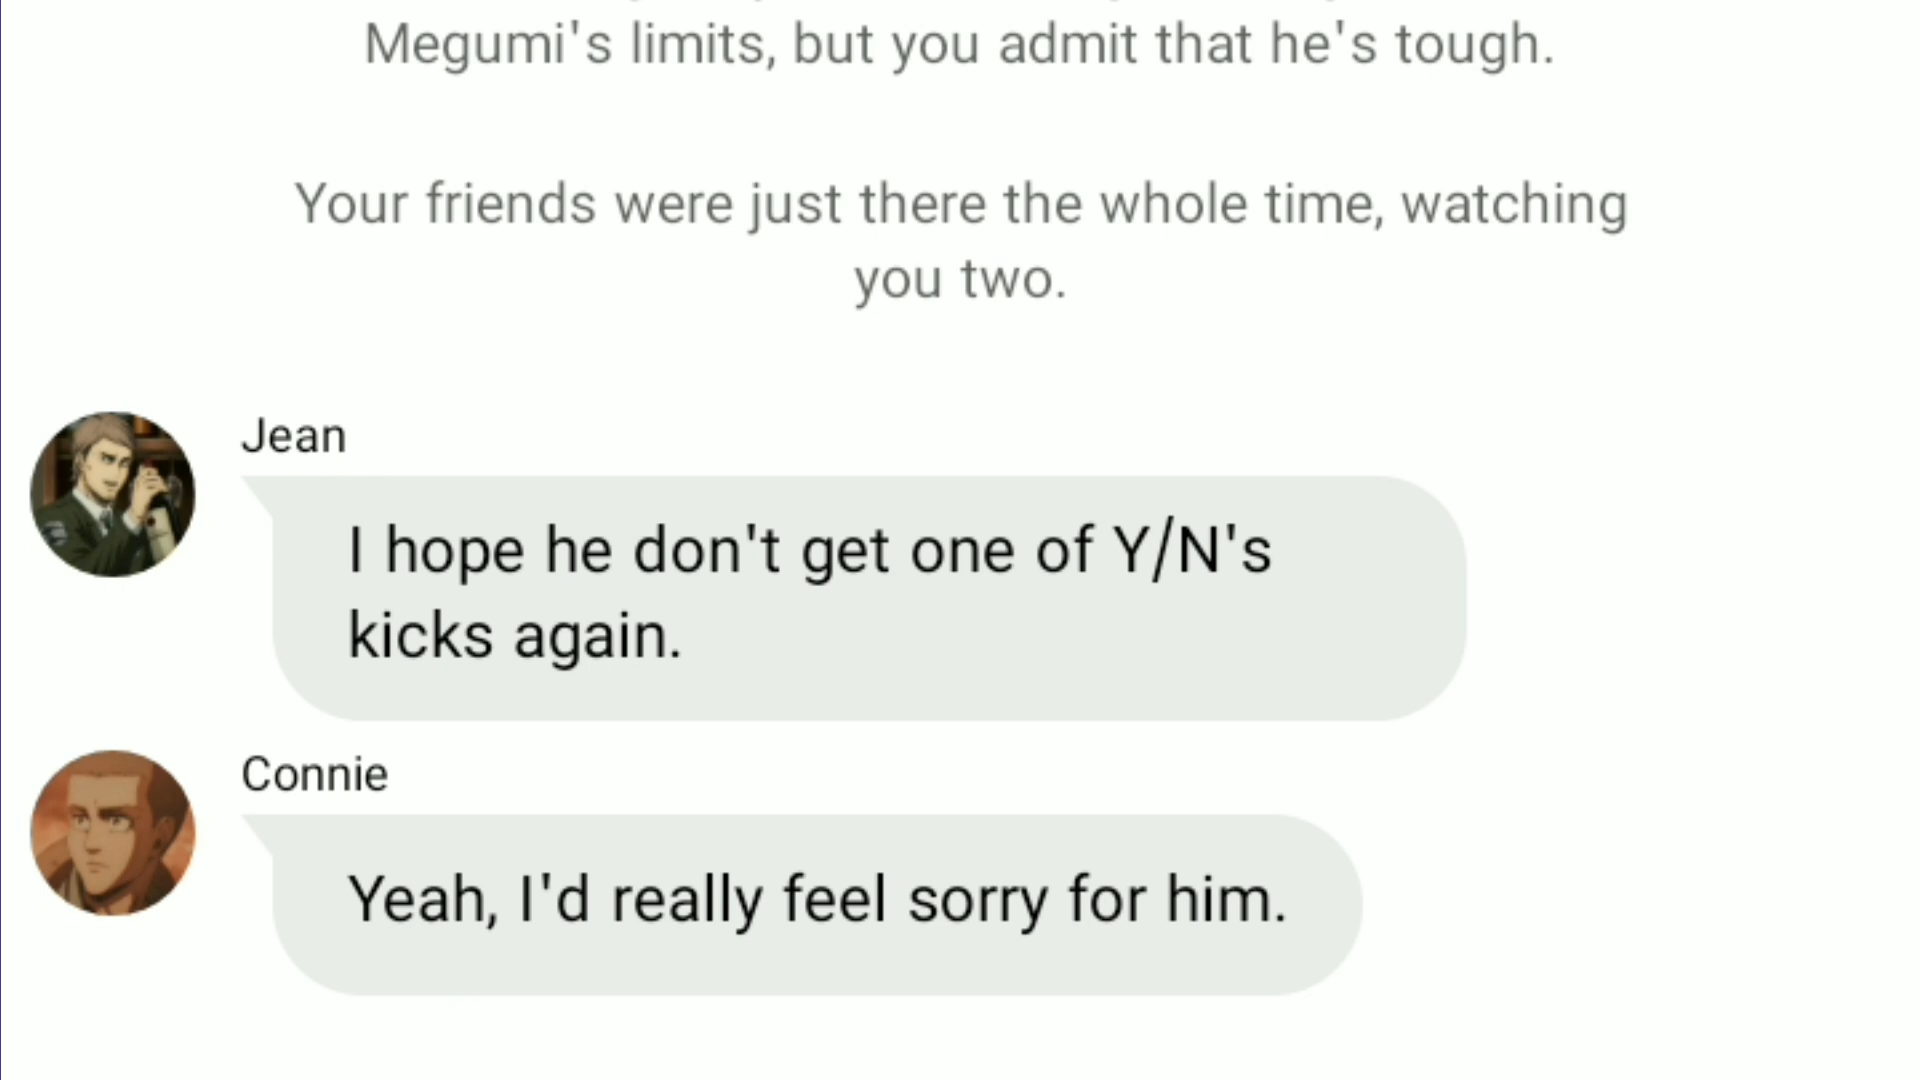 Megumi's limits, but you admit that he's tough.
Your friends were just there the whole time, watching
you two.
Jean
I hope he don't get one of Y/N's
kicks again.
Connie
Yeah, I'd really feel sorry for him.